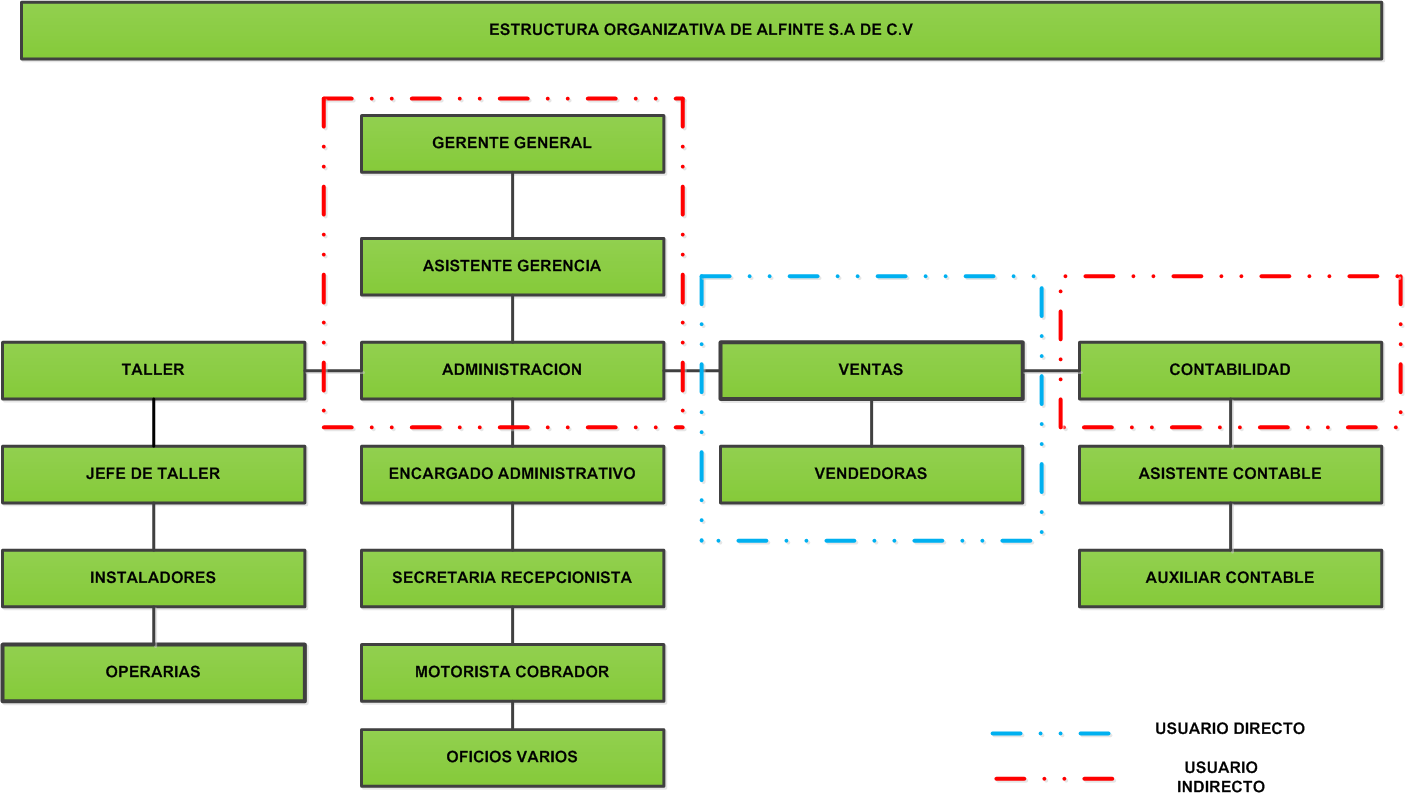 ESTRUCTURA ORGANIZATIVA DE ALFINTE S.A DE C.V
GERENTE GENERAL
ASISTENTE GERENCIA
TALLER
ADMINISTRACION
VENTAS
CONTABILIDAD
JEFE DE TALLER
ENCARGADO ADMINISTRATIVO
VENDEDORAS
ASISTENTE CONTABLE
INSTALADORES
SECRETARIA RECEPCIONISTA
AUXILIAR CONTABLE
OPERARIAS
MOTORISTA COBRADOR
OFICIOS VARIOS
USUARIO DIRECTO
USUARIO
INDIRECTO